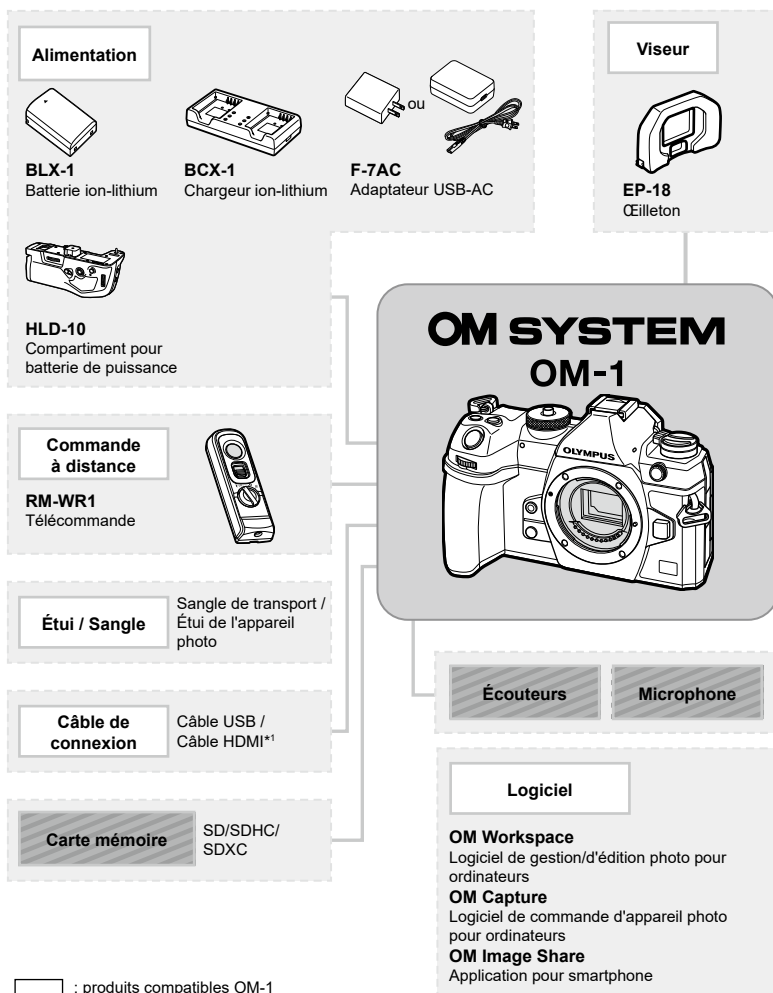 Alimentation
ou
BLX-1
Batterie ion-lithium
BCX-1
Chargeur ion-lithium
F-7AC
Adaptateur USB-AC
HLD-10
Compartiment pour
batterie de puissance
Viseur
EP-18
Œilleton
OM SYSTEM
OM-1
OLYMPUS
Commande
à distance
RM-WR1
Télécommande
Étui / Sangle
Sangle de transport /
Étui de l'appareil
photo
Câble de
connexion
Câble USB /
Câble HDMI*1
Carte mémoire
SD/SDHC/
SDXC
Écouteurs
Microphone
Logiciel
OM Workspace
Logiciel de gestion/d'édition photo pour
ordinateurs
OM Capture
Logiciel de commande d'appareil photo
pour ordinateurs
OM Image Share
Application pour smartphone
: produits compatibles OM-1